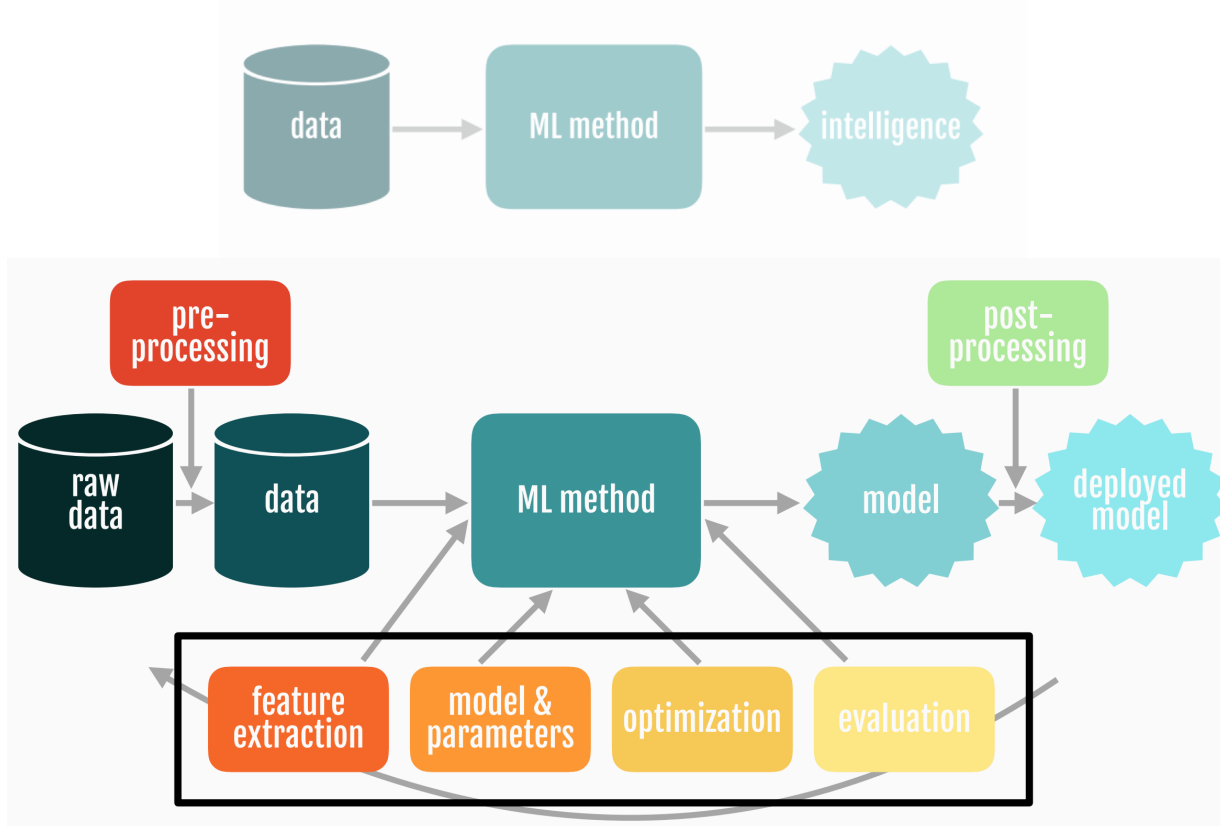 data
ML method
intelligence
pre-
processing
post-
processing
raw
data
data
ML method
model
deployed
model
feature
extraction
model &
parameters
optimization
evaluation